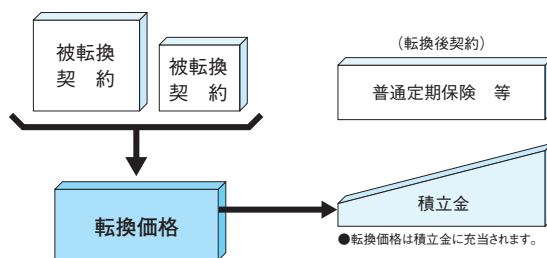 被転換
契　約
被転換
契　約
（転換後契約）
普通定期保険　等
転換価格
積立金
●転換価格は積立金に充当されます。